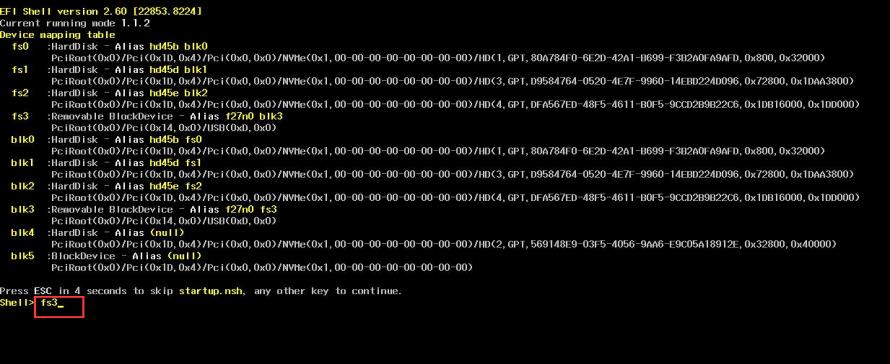 EFI Shell version 2.60 [22853.8224]
Current running mode 1.1.2
Device mapping table
fs0 :HardDisk - Alias hd45b blk0
PciRoot(0x0)/Pci(0x1D,0x4)/Pci(0x0,0x0)/NVMe(0x1,00-00-00-00-00-00-00-00)/HD(1,GPT,80A784F0-6E2D-42A1-B699-F3B2A0FA9AFD,0x800,0x32000)
fs1 :HardDisk - Alias hd45d blk1
PciRoot(0x0)/Pci(0x1D,0x4)/Pci(0x0,0x0)/NVMe(0x1,00-00-00-00-00-00-00-00)/HD(3,GPT,D9584764-0520-4E7F-9960-14EBD224D096,0x72800,0x1DAA3800)
fs2 :HardDisk - Alias hd45e blk2
PciRoot(0x0)/Pci(0x1D,0x4)/Pci(0x0,0x0)/NVMe(0x1,00-00-00-00-00-00-00-00)/HD(4,GPT,DFA567ED-48F5-4611-B0F5-9CCD2B9B22C6,0x1DB16000,0x1DD000)
fs3 :Removable BlockDevice - Alias f27n0 blk3
PciRoot(0x0)/Pci(0x14,0x0)/USB(0xD,0x0)
blk0 :HardDisk - Alias hd45b fs0
PciRoot(0x0)/Pci(0x1D,0x4)/Pci(0x0,0x0)/NVMe(0x1,00-00-00-00-00-00-00-00)/HD(1,GPT,80A784F0-6E2D-42A1-B699-F3B2A0FA9AFD,0x800,0x32000)
blk1 :HardDisk - Alias hd45d fs1
PciRoot(0x0)/Pci(0x1D,0x4)/Pci(0x0,0x0)/NVMe(0x1,00-00-00-00-00-00-00-00)/HD(3,GPT,D9584764-0520-4E7F-9960-14EBD224D096,0x72800,0x1DAA3800)
blk2 :HardDisk - Alias hd45e fs2
PciRoot(0x0)/Pci(0x1D,0x4)/Pci(0x0,0x0)/NVMe(0x1,00-00-00-00-00-00-00-00)/HD(4,GPT,DFA567ED-48F5-4611-B0F5-9CCD2B9B22C6,0x1DB16000,0x1DD000)
blk3 :Removable BlockDevice - Alias f27n0 fs3
PciRoot(0x0)/Pci(0x14,0x0)/USB(0xD,0x0)
blk4 :HardDisk - Alias (null)
PciRoot(0x0)/Pci(0x1D,0x4)/Pci(0x0,0x0)/NVMe(0x1,00-00-00-00-00-00-00-00)/HD(2,GPT,569148E9-03F5-4056-9AA6-E9C05A18912E,0x32800,0x40000)
blk5 :BlockDevice - Alias (null)
PciRoot(0x0)/Pci(0x1D,0x4)/Pci(0x0,0x0)/NVMe(0x1,00-00-00-00-00-00-00-00)
Press ESC in 4 seconds to skip startup.nsh, any other key to continue.
Shell> fs3_